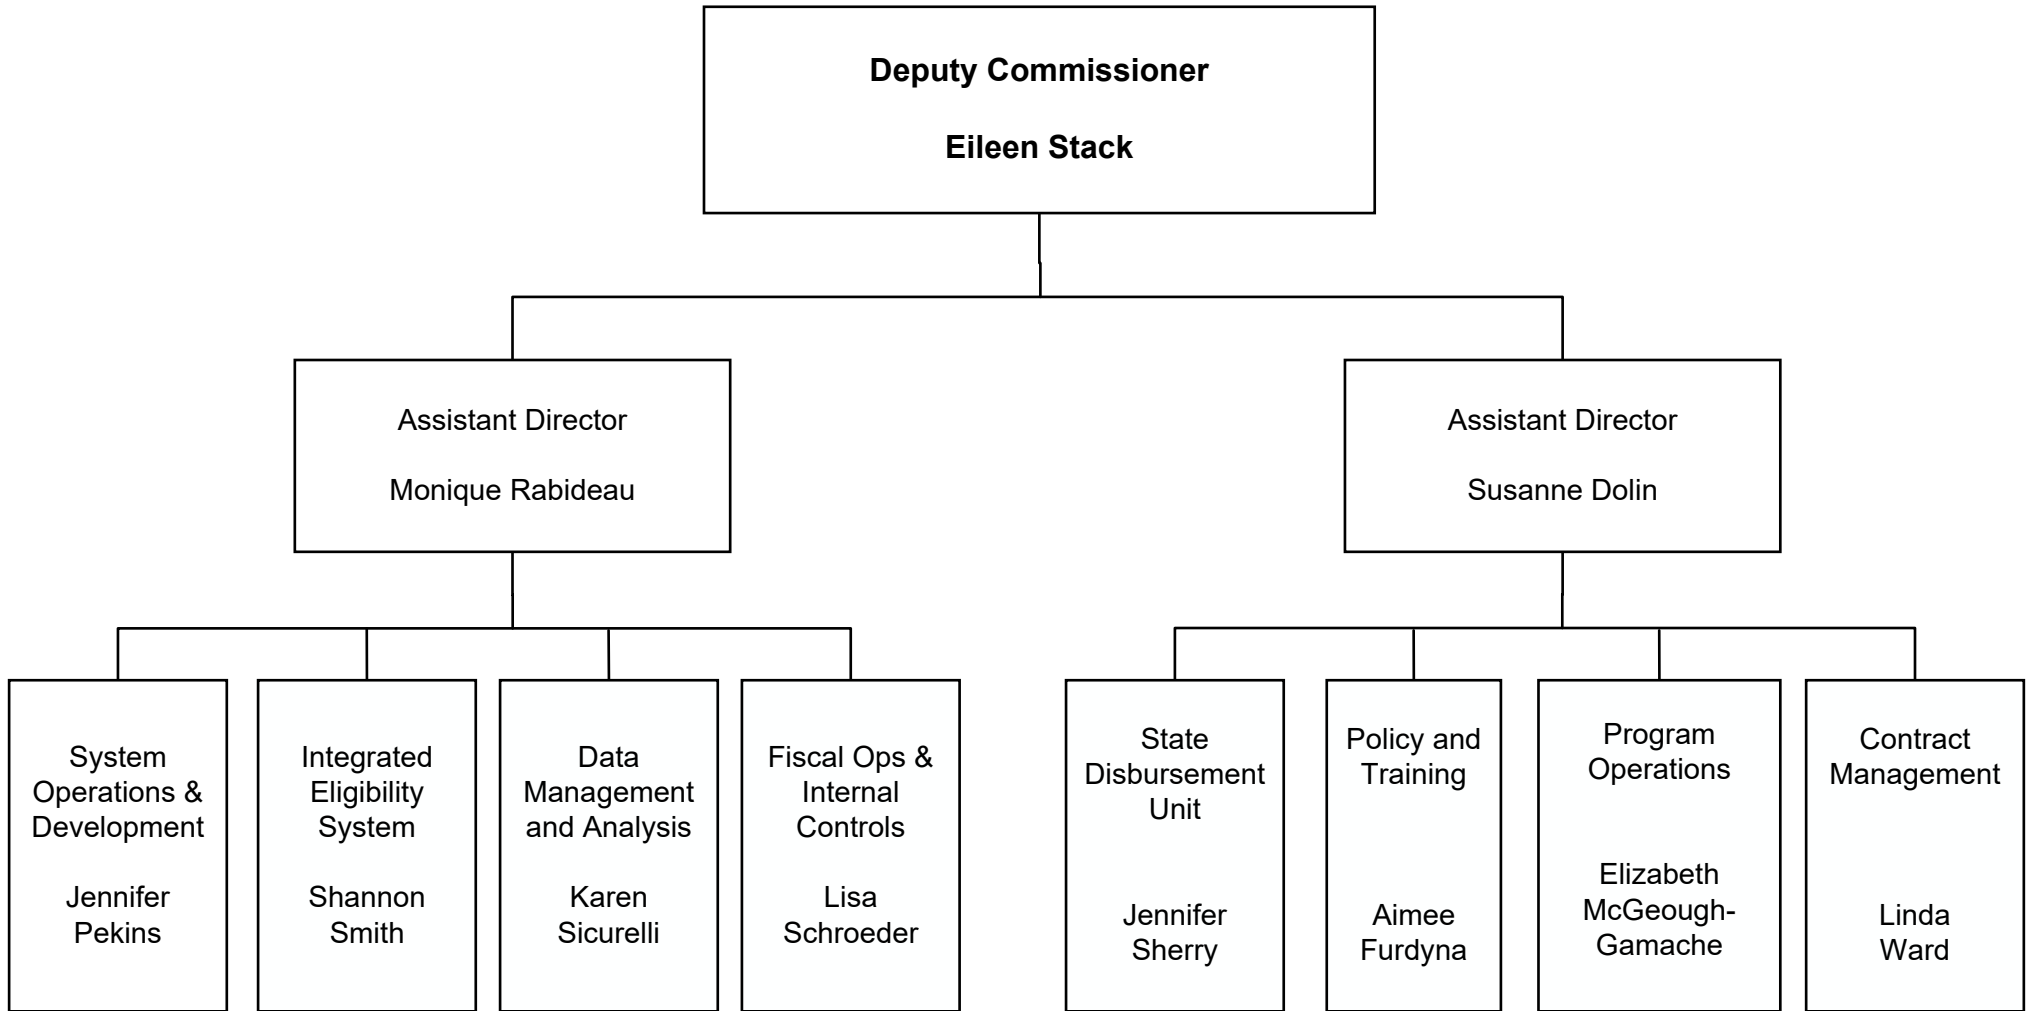 Deputy Commissioner
Eileen Stack
Assistant Director
Monique Rabideau
Assistant Director
Susanne Dolin
System
Operations &
Development
Jennifer
Pekins
Integrated
Eligibility
System
Shannon
Smith
Data
Management
and Analysis
Karen
Sicurelli
Fiscal Ops &
Internal
Controls
Lisa
Schroeder
State
Disbursement
Unit
Jennifer
Sherry
Policy and
Training
Aimee
Furdyna
Program
Operations
Elizabeth
McGeough-
Gamache
Contract
Management
Linda
Ward